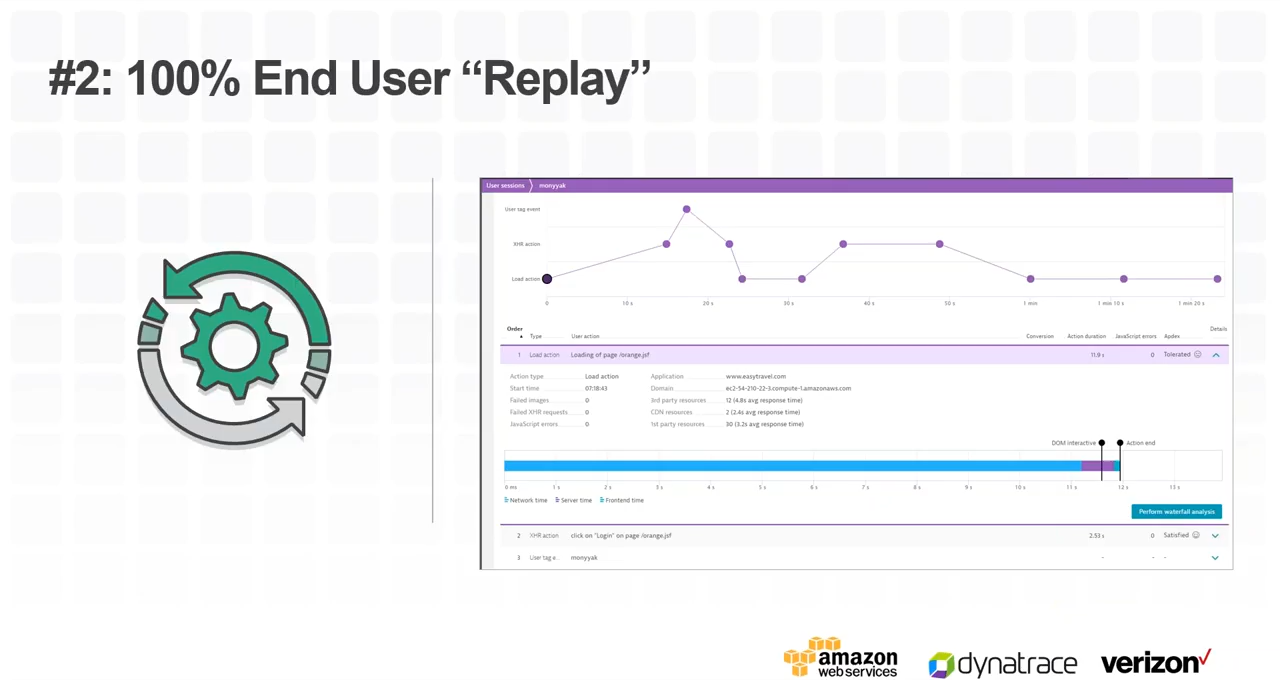 #2: 100% End User “Replay”
User sessions monyyak
User tag event
XHR action
Load action
0 10 s 20 s 30 s 40 s 50 s 1 min 1 min 10 s 1 min 20 s
Order Details
Type User action Conversion Action duration JavaScript errors Apdex
1 Load action Loading of page /orange.jsf 11.9 s 0 Tolerated
Action type Load action Application www.easytravel.com
Start time 07:18:43 Domain ec2-54-210-22-3.compute-1.amazonaws.com
Failed images 0 3rd party resources 12 (4.8s avg response time)
Failed XHR requests 0 CDN resources 2 (2.4s avg response time)
JavaScript errors 0 1st party resources 30 (3.2s avg response time)
DOM interactive Action end
0 ms 1 s 2 s 3 s 4 s 5 s 6 s 7 s 8 s 9 s 10 s 11 s 12 s 13 s
Network time Server time Frontend time
Perform waterfall analysis
2 XHR action click on "Login" on page /orange.jsf 2.53 s 0 Satisfied
3 User tag e... monyyak - - -
amazon
web services
dynatrace
verizon